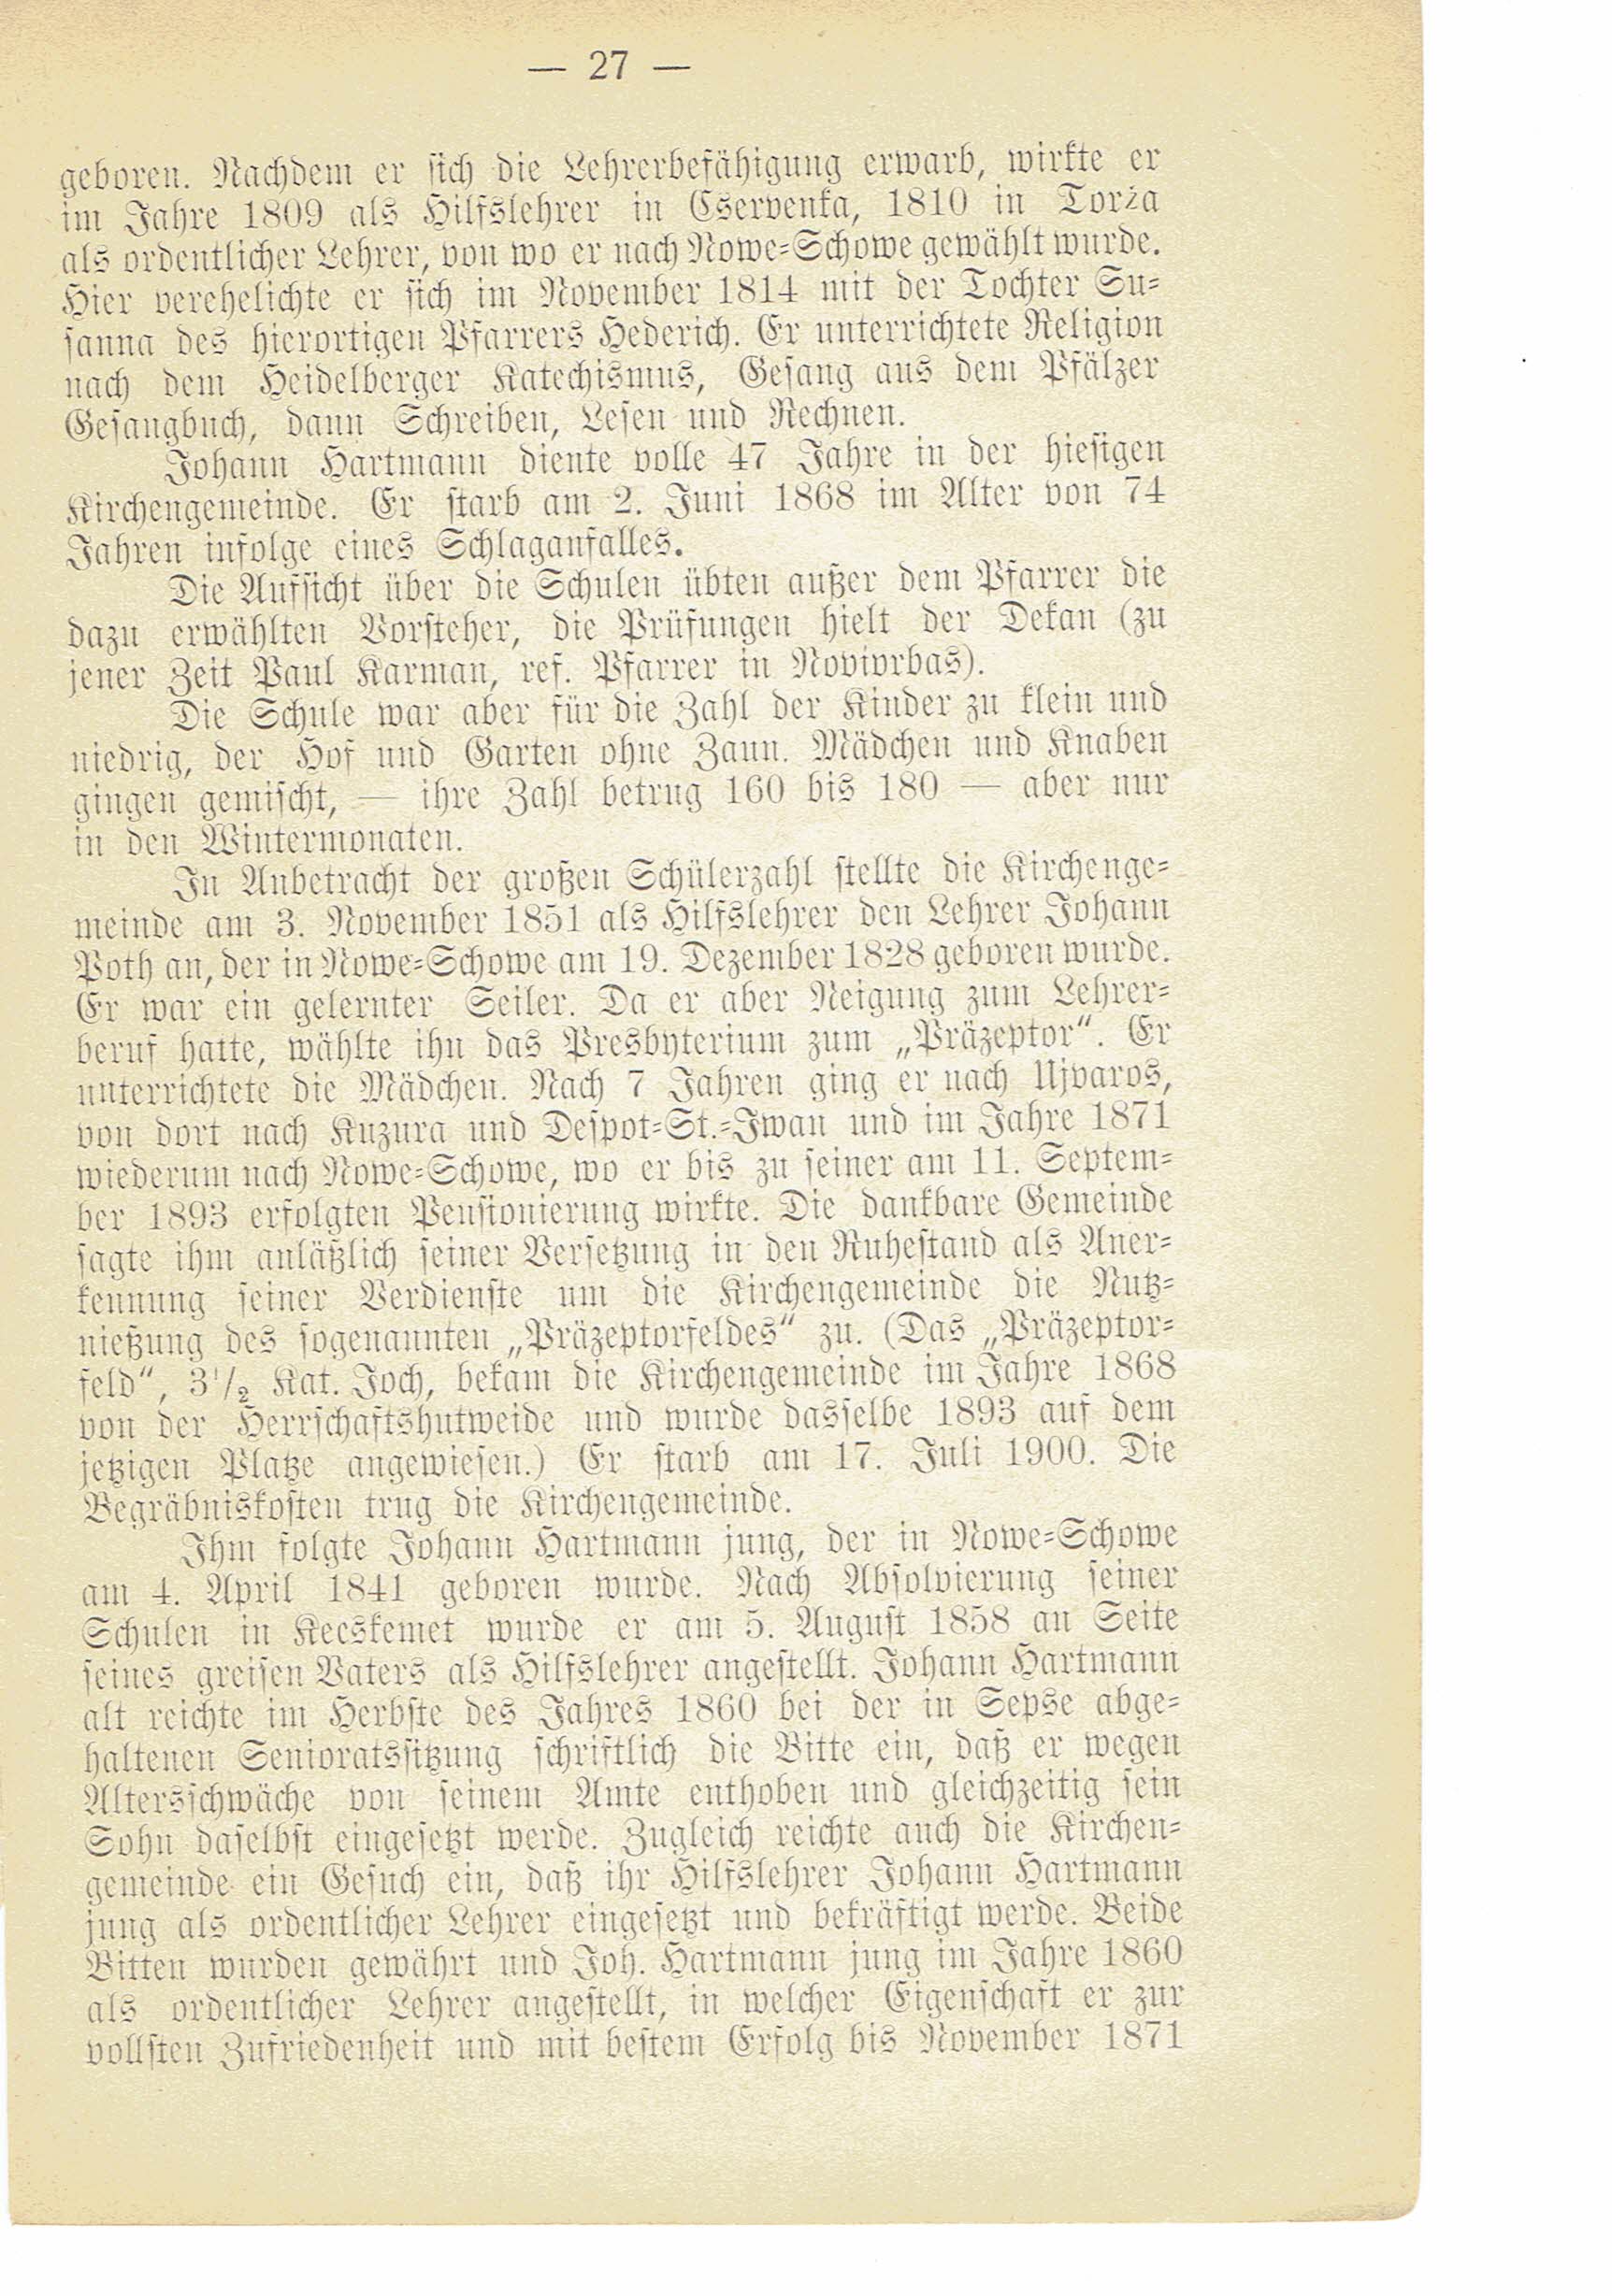 — 27 —
geboren. Nachdem er sich die Lehrerbefähigung erwarb, wirkte er
im Jahre 1809 als Hilfslehrer in Cservenka, 1810 in Torža
als ordentlicher Lehrer, von wo er nach Nowe=Schowe gewählt wurde.
Hier verehelichte er sich im November 1814 mit der Tochter Su=
sanna des hierortigen Pfarrers Hederich. Er unterrichtete Religion
nach dem Heidelberger Katechismus, Gesang aus dem Pfälzer
Gesangbuch, dann Schreiben, Lesen und Rechnen.
Johann Hartmann diente volle 47 Jahre in der hiesigen
Kirchengemeinde. Er starb am 2. Juni 1868 im Alter von 74
Jahren infolge eines Schlaganfalles.
Die Aufsicht über die Schulen übten außer dem Pfarrer die
dazu erwählten Vorsteher, die Prüfungen hielt der Dekan (zu
jener Zeit Paul Karman, ref. Pfarrer in Novivrbas).
Die Schule war aber für die Zahl der Kinder zu klein und
niedrig, der Hof und Garten ohne Zaun. Mädchen und Knaben
gingen gemischt, — ihre Zahl betrug 160 bis 180 — aber nur
in den Wintermonaten.
In Anbetracht der großen Schülerzahl stellte die Kirchenge=
meinde am 3. November 1851 als Hilfslehrer den Lehrer Johann
Poth an, der in Nowe=Schowe am 19. Dezember 1828 geboren wurde.
Er war ein gelernter Seiler. Da er aber Neigung zum Lehrer=
beruf hatte, wählte ihn das Presbyterium zum „Präzeptor“. Er
unterrichtete die Mädchen. Nach 7 Jahren ging er nach Ujvaros,
von dort nach Kuzura und Despot=St.=Iwan und im Jahre 1871
wiederum nach Nowe=Schowe, wo er bis zu seiner am 11. Septem=
ber 1893 erfolgten Pensionierung wirkte. Die dankbare Gemeinde
sagte ihm anläßlich seiner Versetzung in den Ruhestand als Aner=
kennung seiner Verdienste um die Kirchengemeinde die Nutz=
nießung des sogenannten „Präzeptorfeldes“ zu. (Das „Präzeptor=
feld“, 3 1/2 Kat. Joch, bekam die Kirchengemeinde im Jahre 1868
von der Herrschaftshutweide und wurde dasselbe 1893 auf dem
jetzigen Platze angewiesen.) Er starb am 17. Juli 1900. Die
Begräbniskosten trug die Kirchengemeinde.
Ihm folgte Johann Hartmann jung, der in Nowe=Schowe
am 4. April 1841 geboren wurde. Nach Absolvierung seiner
Schulen in Kecskemet wurde er am 5. August 1858 an Seite
seines greisen Vaters als Hilfslehrer angestellt. Johann Hartmann
alt reichte im Herbste des Jahres 1860 bei der in Sepse abge=
haltenen Senioratssitzung schriftlich die Bitte ein, daß er wegen
Altersschwäche von seinem Amte enthoben und gleichzeitig sein
Sohn daselbst eingesetzt werde. Zugleich reichte auch die Kirchen=
gemeinde ein Gesuch ein, daß ihr Hilfslehrer Johann Hartmann
jung als ordentlicher Lehrer eingesetzt und bekräftigt werde. Beide
Bitten wurden gewährt und Joh. Hartmann jung im Jahre 1860
als ordentlicher Lehrer angestellt, in welcher Eigenschaft er zur
vollsten Zufriedenheit und mit bestem Erfolg bis November 1871